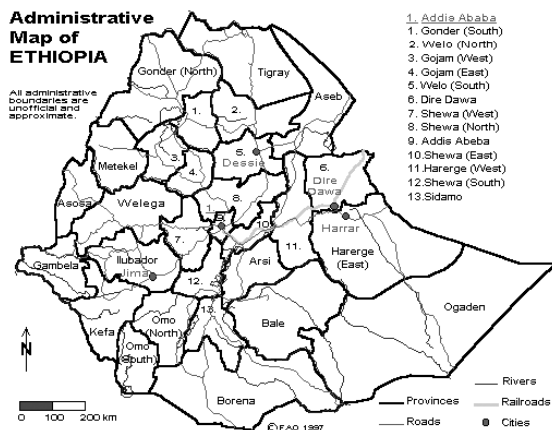 Administrative
Map of
ETHIOPIA
All administrative
boundaries are
unofficial and
approximate.
1. Addis Ababa
1. Gonder (South)
2. Welo (North)
3. Gojam (West)
4. Gojam (East)
5. Welo (South)
6. Dire Dawa
7. Shewa (West)
8. Shewa (North)
9. Addis Abeba
10. Shewa (East)
11. Harerge (West)
12. Shewa (South)
13. Sidamo
Gonder (North)
Tigray
Aseb
1.
2.
3.
4.
5.
Dessie
Metekel
Asosa
Welega
6.
Dire
Dawa
8.
10.
7.
Harrar
Harerge
(East)
11.
Arsi
Gambela
Ilubador
Jima
12.
13.
Kefa
Omo
(North)
Omo
(South)
Bale
Ogaden
Borena
N
0 100 200 km
Provinces
Roads
Rivers
Railroads
Cities
© FAO 1997